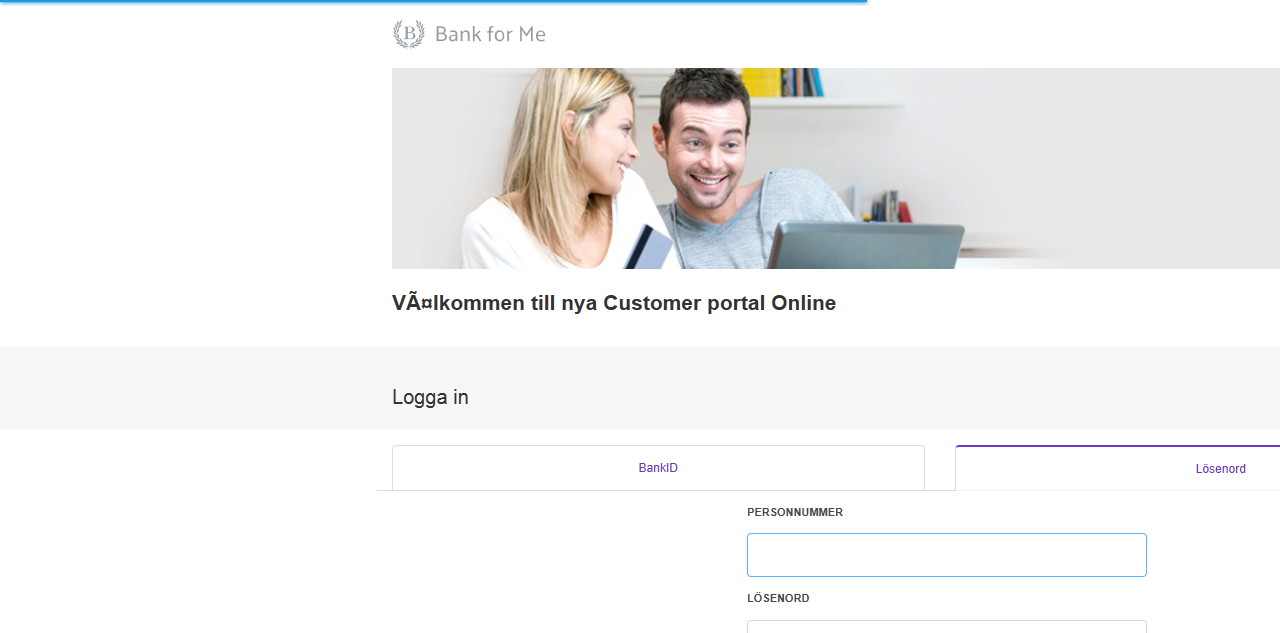 B Bank for Me
VÃ¤lkommen till nya Customer portal Online
Logga in
BankID
Lösenord
PERSONNUMMER
LÖSENORD